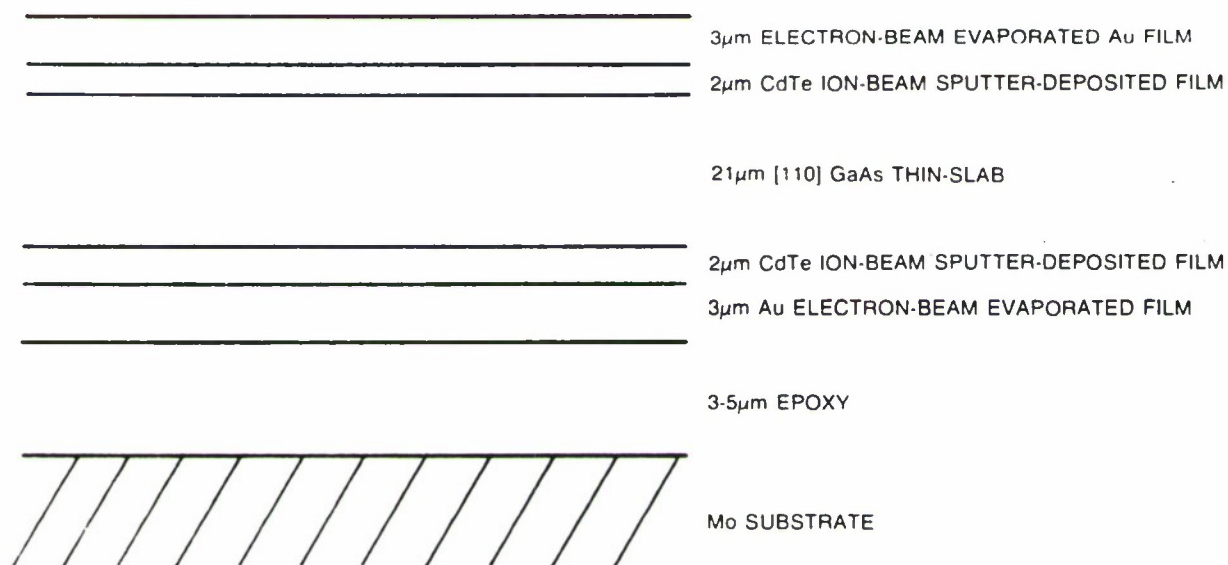 3μm ELECTRON-BEAM EVAPORATED Au FILM
2μm CdTe ION-BEAM SPUTTER-DEPOSITED FILM
21μm [110] GaAs THIN-SLAB
2μm CdTe ION-BEAM SPUTTER-DEPOSITED FILM
3μm Au ELECTRON-BEAM EVAPORATED FILM
3-5μm EPOXY
Mo SUBSTRATE